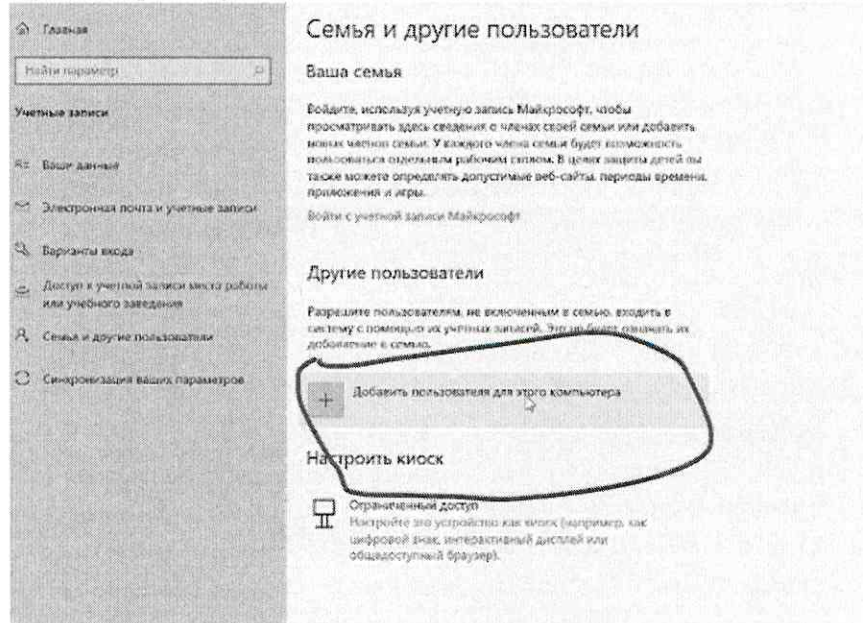 Главная
Найти параметр
Учетные записи
Ваши данные
Электронная почта и учетные записи
Варианты входа
Доступ к учетной записи места работы
или учебного заведения
Семья и другие пользователи
Синхронизация ваших параметров
Семья и другие пользователи
Ваша семья
Войдите, используя учетную запись Майкрософт, чтобы
просматривать здесь сведения о членах своей семьи или добавить
новых членов семьи. У каждого члена семьи будет возможность
пользоваться отдельным рабочим столом. В целях защиты детей вы
также можете определять допустимые веб-сайты, периоды времени,
приложения и игры.
Войти с учетной записи Майкрософт
Другие пользователи
Разрешите пользователям, не включенным в семью, входить в
систему с помощью их учетных записей. Это не будет означать их
добавление в семью.
Добавить пользователя для этого компьютера
Настроить киоск
Ограниченный доступ
Настройте это устройство как киоск (например, как
цифровой знак, интерактивный дисплей или
общедоступный браузер).